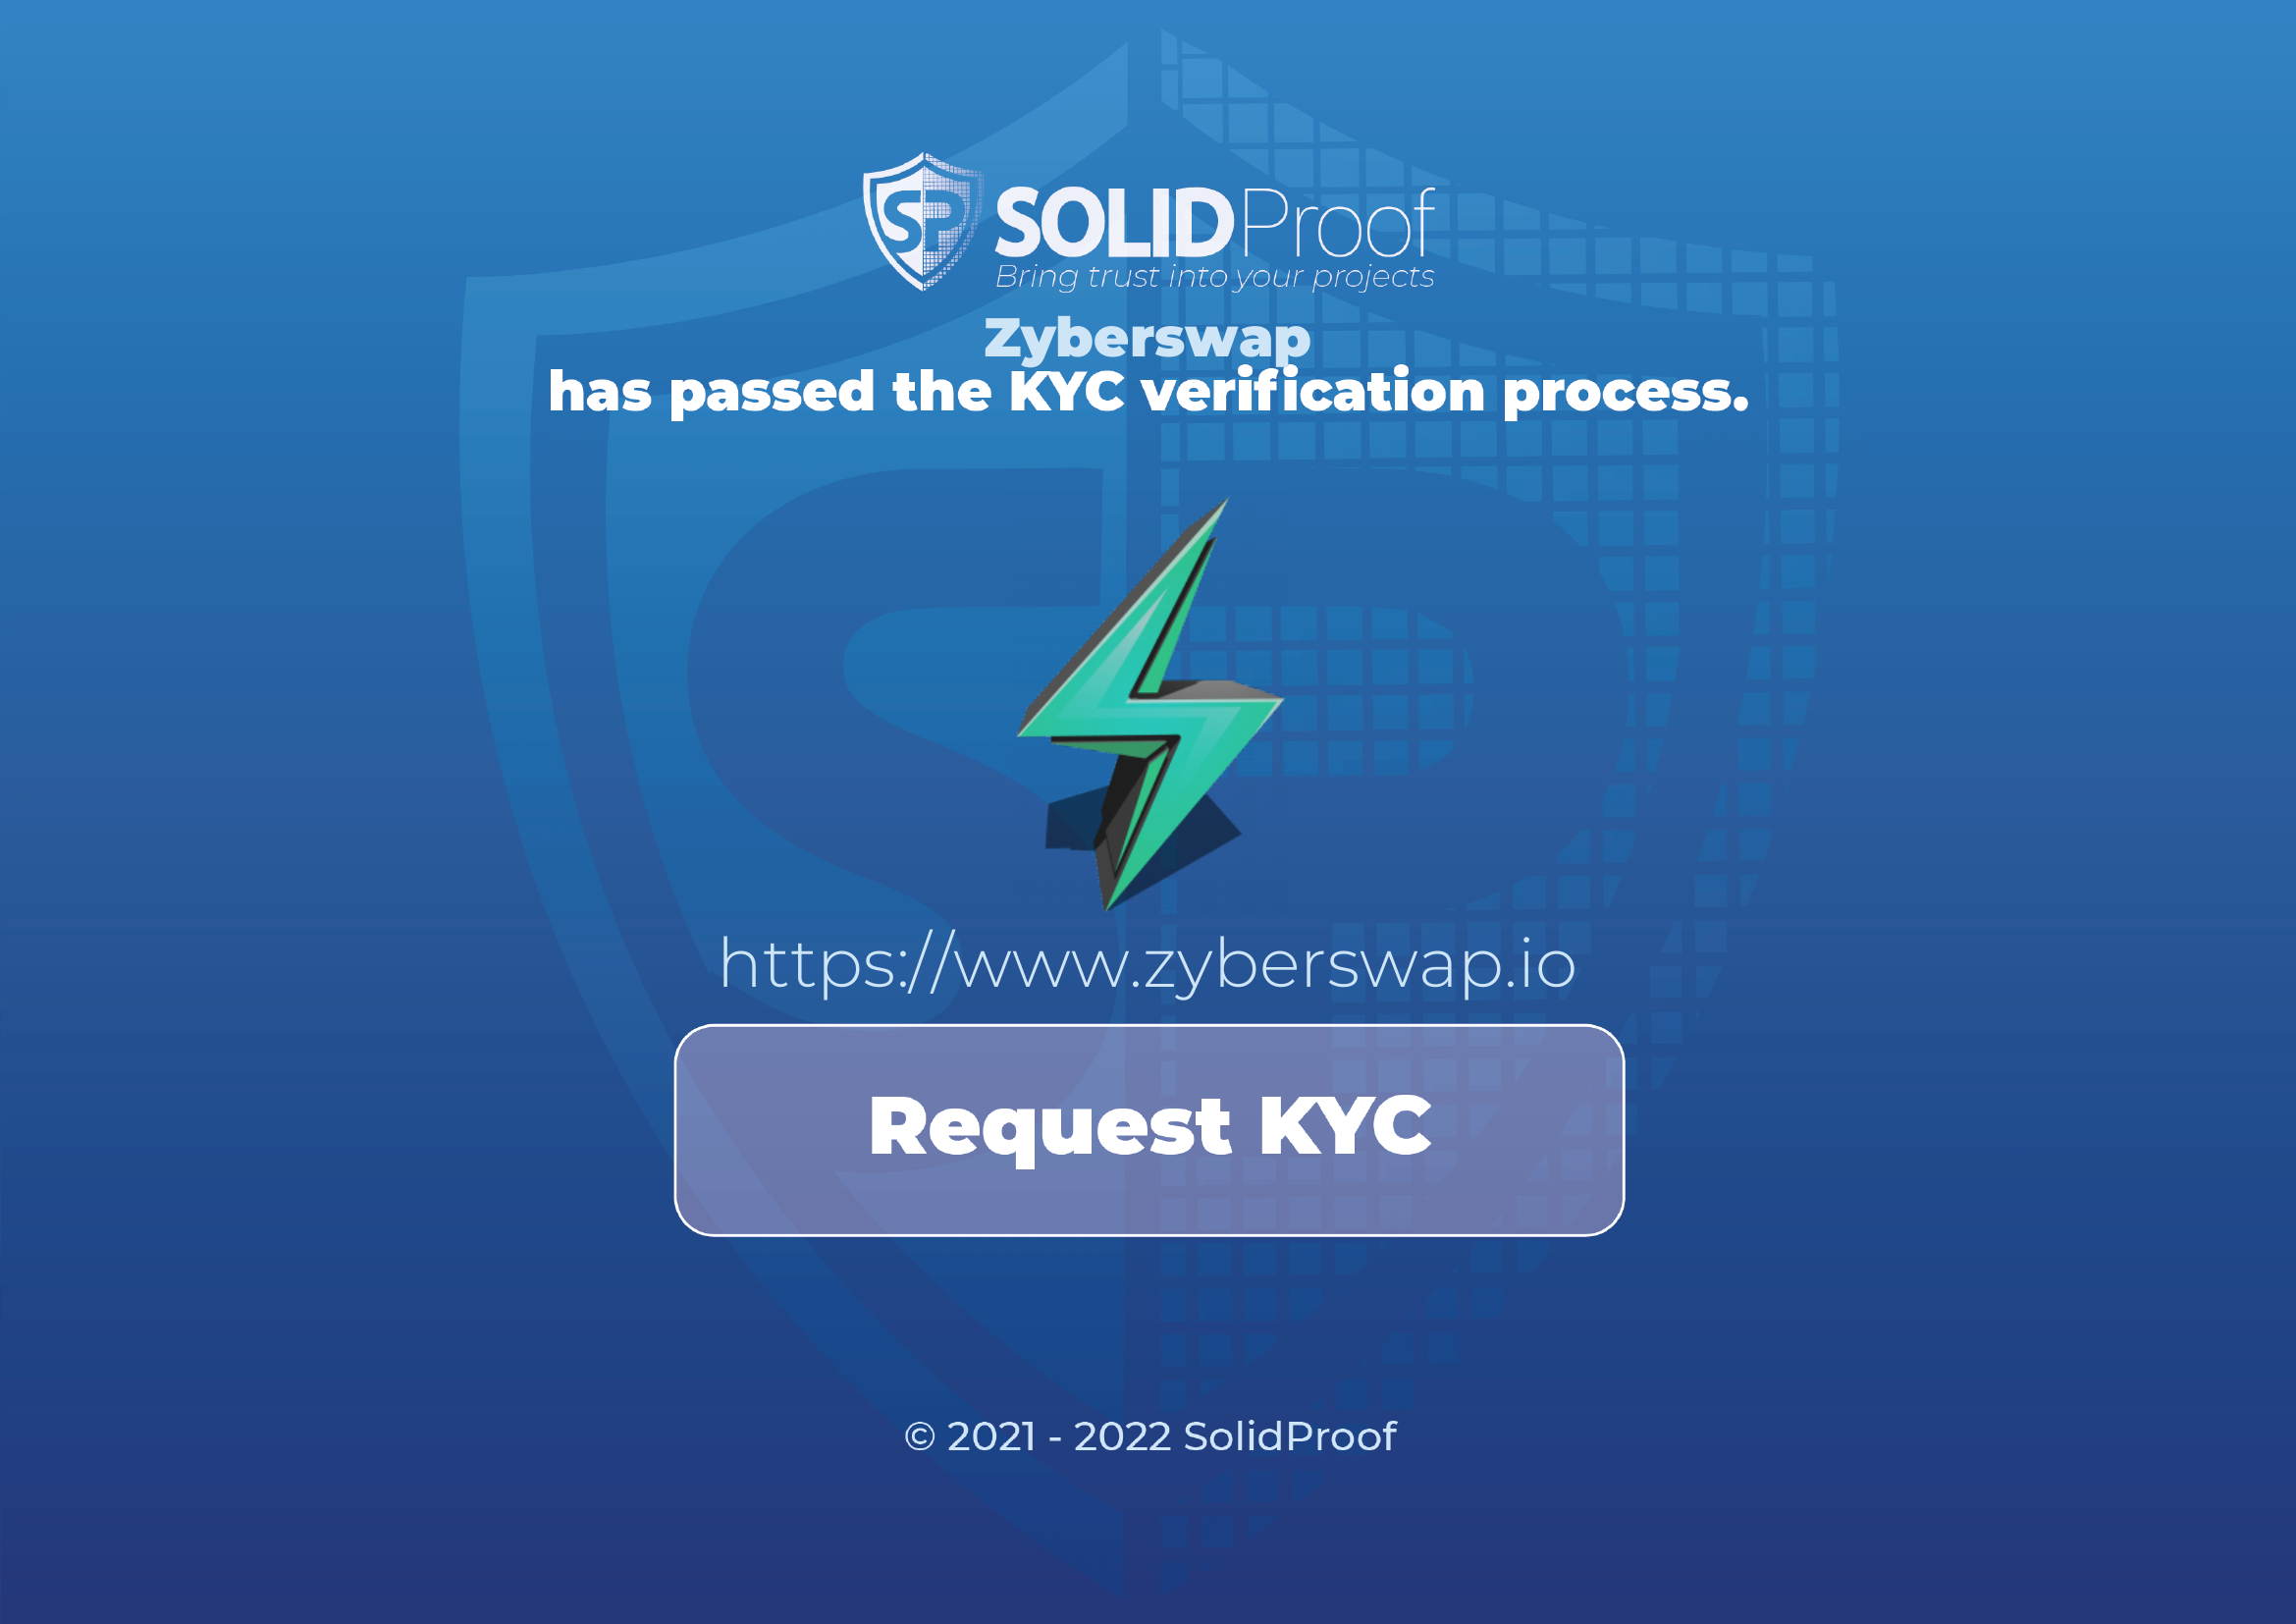 SP SOLIDProof
Bring trust into your projects
Zyberswap
has passed the KYC verification process.
https://www.zyberswap.io
Request KYC
© 2021 - 2022 SolidProof